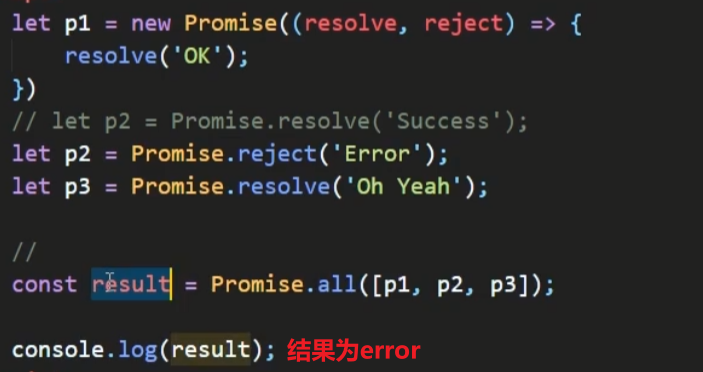 let p1 = new Promise((resolve, reject) => {
    resolve('OK');
})
// let p2 = Promise.resolve('Success');
let p2 = Promise.reject('Error');
let p3 = Promise.resolve('Oh Yeah');
//
const result = Promise.all([p1, p2, p3]);
console.log(result); 结果为error